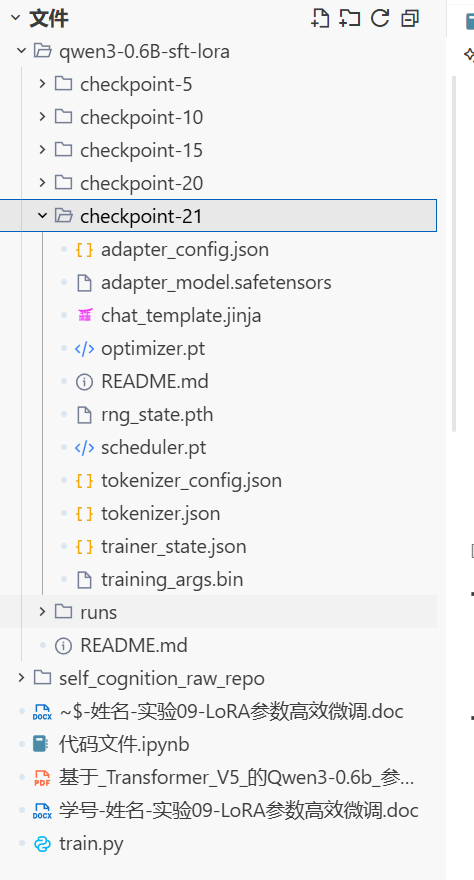 文件
qwen3-0.6B-sft-lora
checkpoint-5
checkpoint-10
checkpoint-15
checkpoint-20
checkpoint-21
adapter_config.json
adapter_model.safetensors
chat_template.jinja
optimizer.pt
README.md
rng_state.pth
scheduler.pt
tokenizer_config.json
tokenizer.json
trainer_state.json
training_args.bin
runs
README.md
self_cognition_raw_repo
DOCX ~$-姓名-实验09-LoRA参数高效微调.doc
代码文件.ipynb
PDF 基于_Transformer_V5_的Qwen3-0.6b_参...
DOCX 学号-姓名-实验09-LoRA参数高效微调.doc
train.py